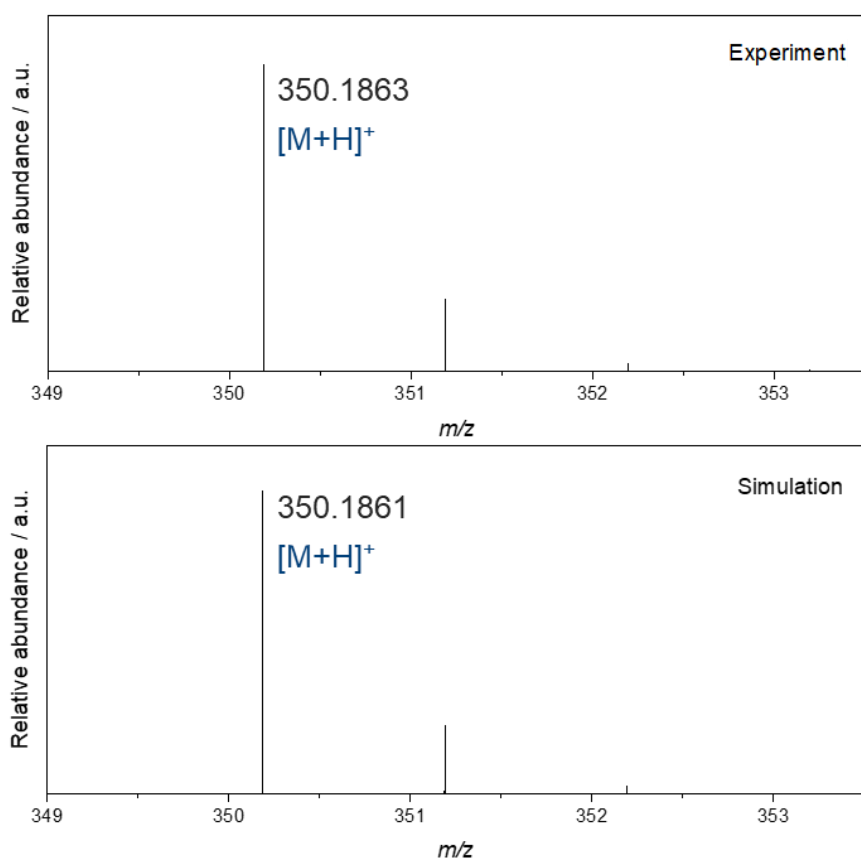 Experiment
350.1863
[M+H]⁺
Relative abundance / a.u.
349 350 351 352 353
m/z
Simulation
350.1861
[M+H]⁺
Relative abundance / a.u.
349 350 351 352 353
m/z